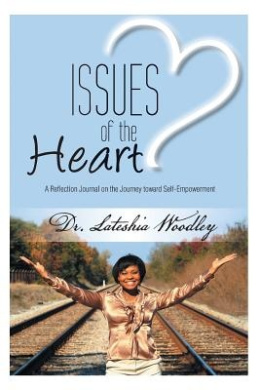 ISSUES
of the
Heart
A Reflection Journal on the Journey toward Self-Empowerment
Dr. Lateshia Woodley